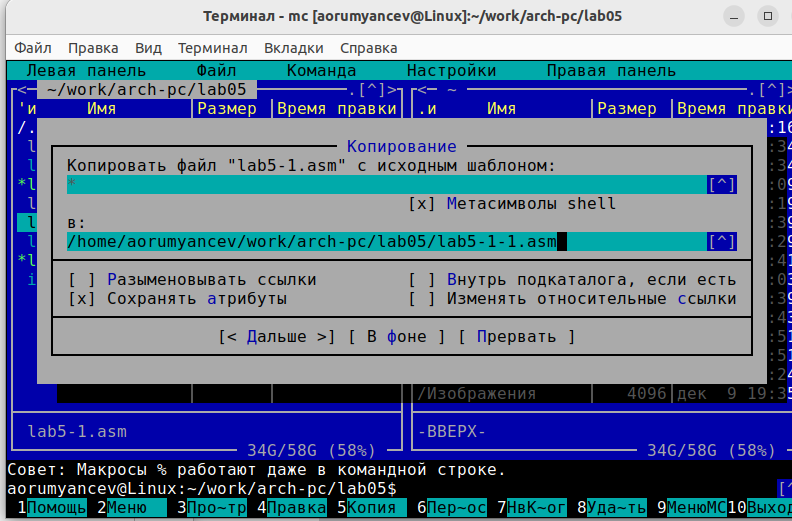 Терминал - mc [aorumyancev@Linux]:~/work/arch-pc/lab05
Файл Правка Вид Терминал Вкладки Справка
Левая панель Файл Команда Настройки Правая панель
<- ~/work/arch-pc/lab05 .[^]> <- ~ .[^]>
'и Имя Размер Время правки .и Имя Размер Время правки
Копирование
Копировать файл "lab5-1.asm" с исходным шаблоном:
* [^]
[x] Метасимволы shell
в:
/home/aorumyancev/work/arch-pc/lab05/lab5-1-1.asm [^]
[ ] Разыменовывать ссылки [ ] Внутрь подкаталога, если есть
[x] Сохранять атрибуты [ ] Изменять относительные ссылки
[< Дальше >] [ В фоне ] [ Прервать ]
/Изображения 4096 дек 9 19:35
lab5-1.asm -ВВЕРХ-
34G/58G (58%) 34G/58G (58%)
Совет: Макросы % работают даже в командной строке.
aorumyancev@Linux:~/work/arch-pc/lab05$ [^
1Помощь 2Меню 3Про~тр 4Правка 5Копия 6Пер~ос 7НвК~ог 8Уда~ть 9МенюМС 10Выход